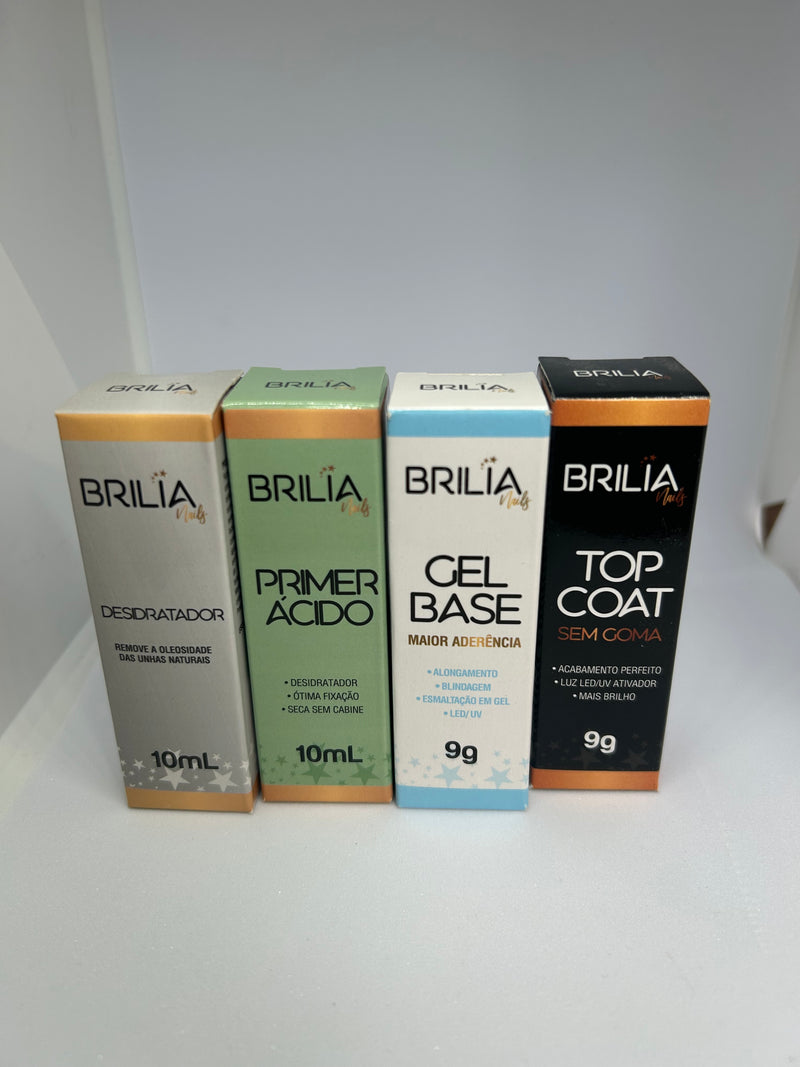 BRILIA
BRILIA Nails
DESIDRATADOR
REMOVE A OLEOSIDADE
DAS UNHAS NATURAIS
10mL
BRILIA
BRILIA Nails
PRIMER
ÁCIDO
• DESIDRATADOR
• ÓTIMA FIXAÇÃO
• SECA SEM CABINE
10mL
BRILIA
BRILIA Nails
GEL
BASE
MAIOR ADERÊNCIA
• ALONGAMENTO
• BLINDAGEM
• ESMALTAÇÃO EM GEL
• LED/ UV
9g
BRILIA
BRILIA Nails
TOP
COAT
SEM GOMA
• ACABAMENTO PERFEITO
• LUZ LED/UV ATIVADOR
• MAIS BRILHO
9g